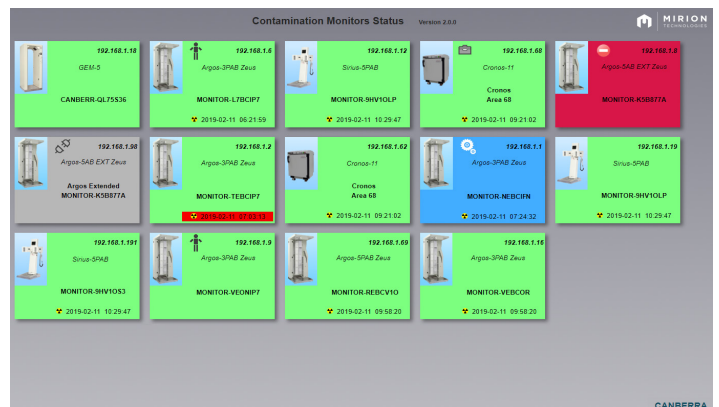 Contamination Monitors Status Version 2.0.0
MIRION
TECHNOLOGIES
192.168.1.18
GEM-5
CANBERR-QL75S36
192.168.1.6
Argos-3PAB Zeus
MONITOR-L7BCIP7
2019-02-11 06:21:59
192.168.1.12
Sirius-5PAB
MONITOR-9HV1OLP
2019-02-11 10:29:47
192.168.1.68
Cronos-11
Cronos
Area 68
2019-02-11 09:21:02
192.168.1.8
Argos-5AB EXT Zeus
MONITOR-K5B877A
192.168.1.98
Argos-5AB EXT Zeus
Argos Extended
MONITOR-K5B877A
192.168.1.2
Argos-3PAB Zeus
MONITOR-TEBCIP7
2018-02-11 07:03:13
192.168.1.62
Cronos-11
Cronos
Area 68
2019-02-11 09:21:02
192.168.1.1
Argos-3PAB Zeus
MONITOR-NEBCIFN
2019-02-11 07:24:32
192.168.1.19
Sirius-5PAB
MONITOR-9HV1OLP
2019-02-11 10:29:47
192.168.1.191
Sirius-5PAB
MONITOR-9HV1OS3
2019-02-11 10:29:47
192.168.1.9
Argos-3PAB Zeus
MONITOR-VEONIP7
192.168.1.69
Argos-5PAB Zeus
MONITOR-REBCV1O
2019-02-11 09:58:20
192.168.1.16
Argos-3PAB Zeus
MONITOR-VEBCOR
2019-02-11 09:58:20
CANBERRA